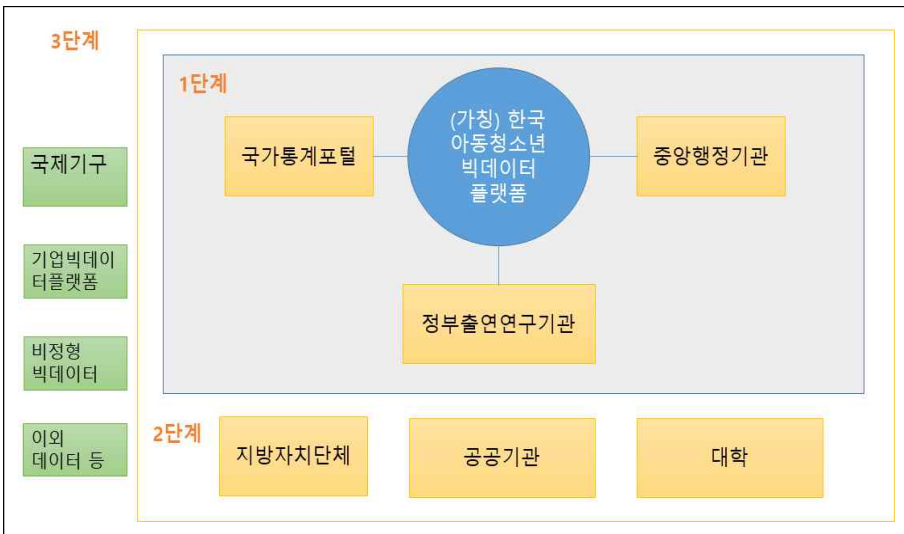 3단계
1단계
(가칭) 한국
아동청소년
빅데이터
플랫폼
국가통계포털
중앙행정기관
정부출연연구기관
국제기구
기업빅데이
터플랫폼
비정형
빅데이터
이외
데이터 등
2단계
지방자치단체
공공기관
대학